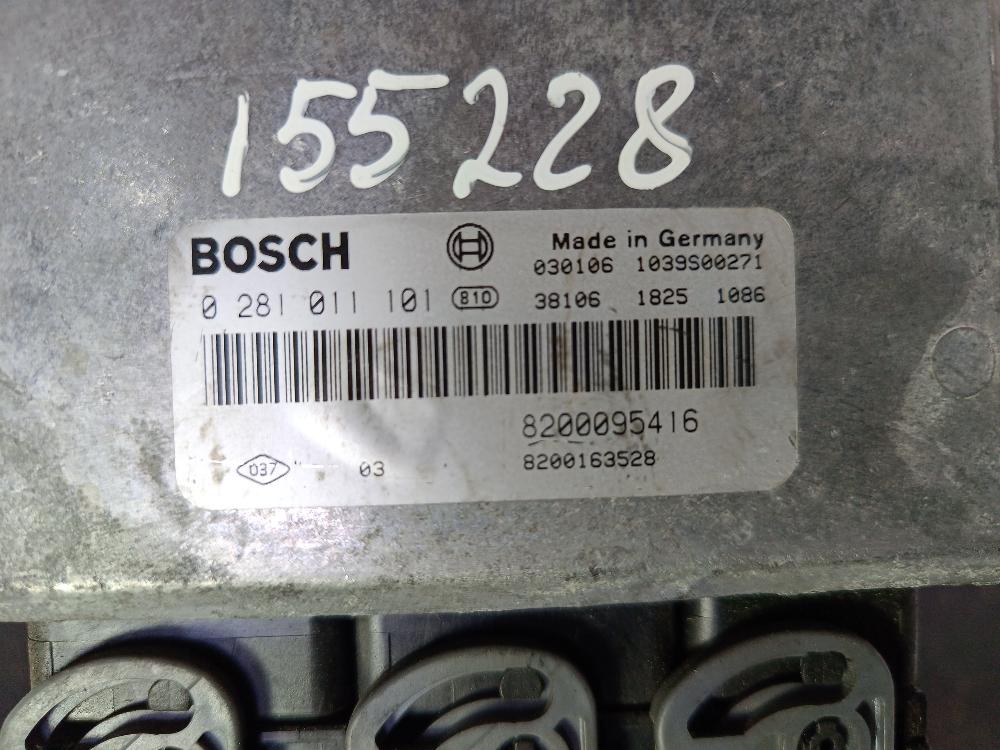 155228
BOSCH
Made in Germany
030106 1039S00271
0 281 011 101 810
38106 1825 1086
8200095416
037 03
8200163528